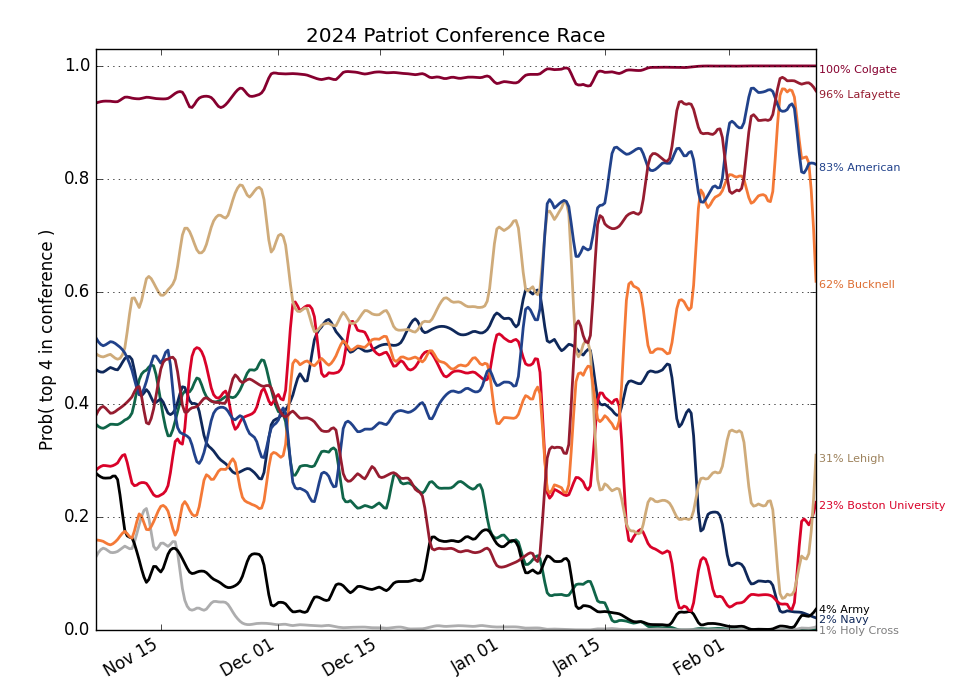 2024 Patriot Conference Race
Prob( top 4 in conference )
1.0
0.8
0.6
0.4
0.2
0.0
Nov 15
Dec 01
Dec 15
Jan 01
Jan 15
Feb 01
100% Colgate
96% Lafayette
83% American
62% Bucknell
31% Lehigh
23% Boston University
4% Army
2% Navy
1% Holy Cross